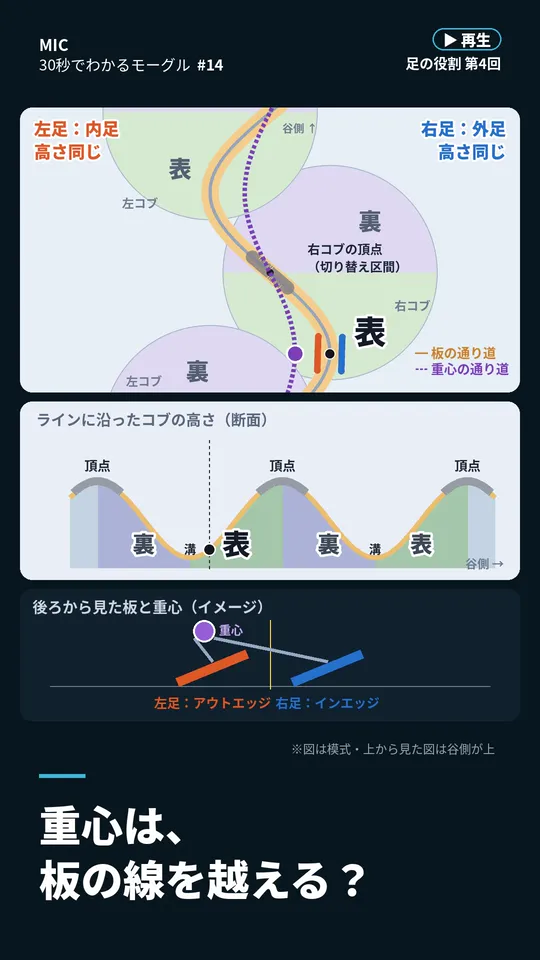 MIC
30秒でわかるモーグル #14
▶ 再生
足の役割 第4回
左足：内足
高さ同じ
右足：外足
高さ同じ
谷側 ↑
表
左コブ
裏
右コブの頂点
（切り替え区間）
右コブ
表
裏
左コブ
— 板の通り道
--- 重心の通り道
ラインに沿ったコブの高さ（断面）
頂点
頂点
頂点
裏
溝
表
裏
溝
表
谷側 →
後ろから見た板と重心（イメージ）
重心
左足：アウトエッジ
右足：インエッジ
※図は模式・上から見た図は谷側が上
重心は、
板の線を越える？